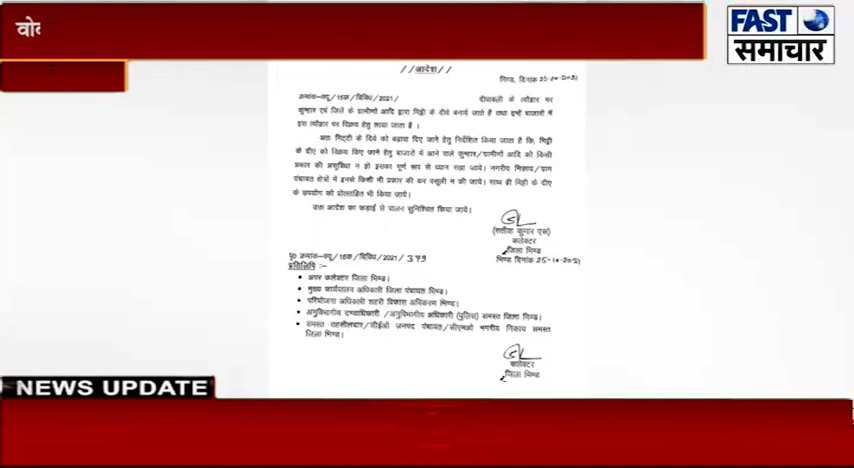 वोव
FAST
समाचार
//आदेश//
भिण्ड, दिनांक 25-10-2021
क्रमांक-क्यू/15क/विविध/2021/ दीपावली के त्यौहार पर
कुम्हार एवं जिले के ग्रामीणों आदि द्वारा मिट्टी के दीये बनाये जाते है तथा इन्हें बाजारों में
इस त्यौहार पर विक्रय हेतु लाया जाता है ।
अतः मिट्टी के दिये को बढ़ावा दिए जाने हेतु निर्देशित किया जाता है कि, मिट्टी
के दीए को विक्रय किए जाने हेतु बाजारों में आने वाले कुम्हार/ग्रामीणों आदि को किसी
प्रकार की असुविधा न हो इसका पूर्ण रूप से ध्यान रखा जाये। नगरीय निकाय/ग्राम
पंचायत क्षेत्रों में इनसे किसी भी प्रकार की कर वसूली न की जाये। साथ ही मिट्टी के दीए
के उपयोग को प्रोत्साहित भी किया जाये।
उक्त आदेश का कड़ाई से पालन सुनिश्चित किया जाये।
(सतीश कुमार एस)
कलेक्टर
जिला भिण्ड
पृ0 क्रमांक-क्यू/15क/विविध/2021/399
भिण्ड दिनांक 25-10-2021
प्रतिलिपि :-
• अपर कलेक्टर जिला भिण्ड।
• मुख्य कार्यपालन अधिकारी जिला पंचायत भिण्ड।
• परियोजना अधिकारी शहरी विकास अभिकरण भिण्ड।
• अनुविभागीय दण्डाधिकारी/अनुविभागीय अधिकारी (पुलिस) समस्त जिला भिण्ड।
• समस्त तहसीलदार/सीईओ जनपद पंचायत/सीएमओ नगरीय निकाय समस्त
जिला भिण्ड।
कलेक्टर
जिला भिण्ड
NEWS UPDATE